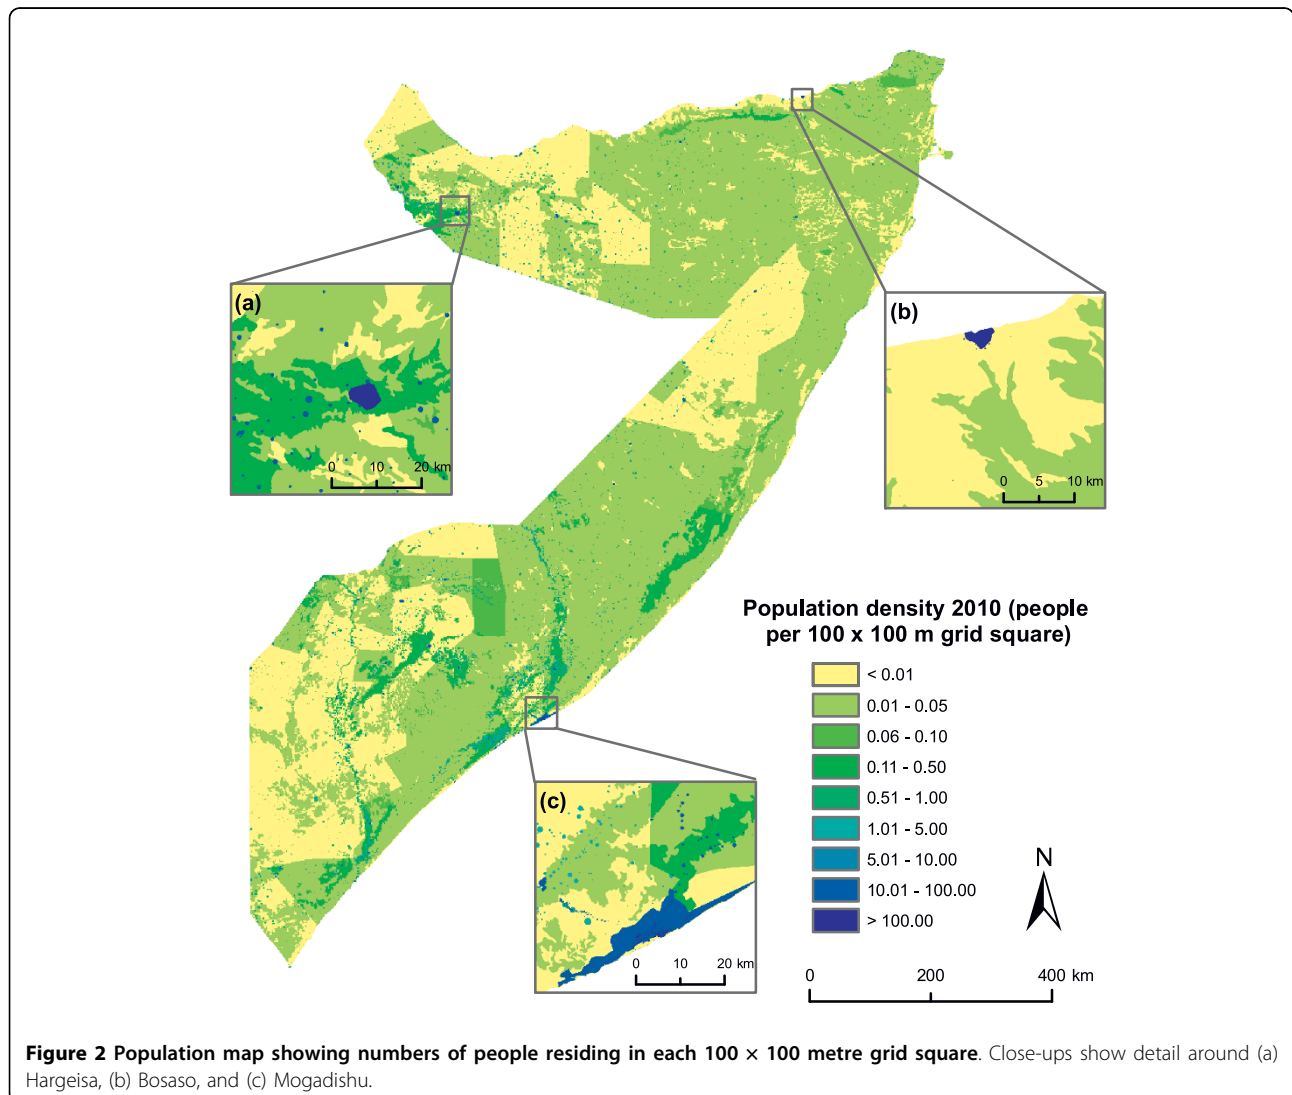 (a)
0 10 20 km
(b)
0 5 10 km
(c)
0 10 20 km
Population density 2010 (people
per 100 x 100 m grid square)
< 0.01
0.01 - 0.05
0.06 - 0.10
0.11 - 0.50
0.51 - 1.00
1.01 - 5.00
5.01 - 10.00
10.01 - 100.00
> 100.00
N
0 200 400 km
Figure 2 Population map showing numbers of people residing in each 100 × 100 metre grid square. Close-ups show detail around (a)
Hargeisa, (b) Bosaso, and (c) Mogadishu.